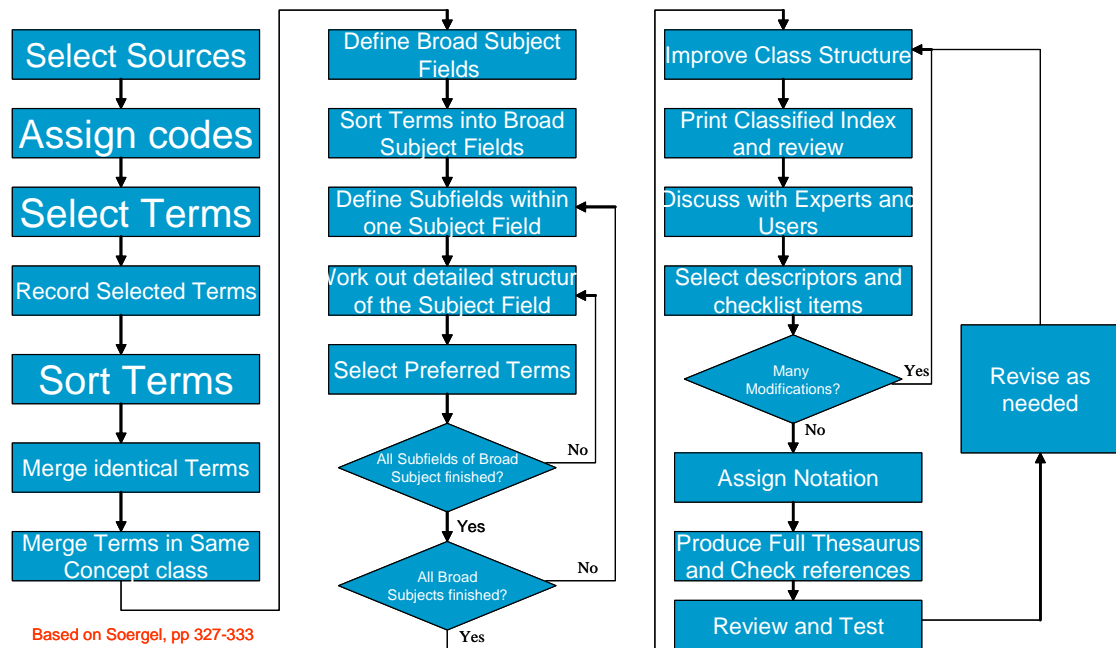 Select Sources
Assign codes
Select Terms
Record Selected Terms
Sort Terms
Merge identical Terms
Merge Terms in Same
Concept class
Based on Soergel, pp 327-333
Define Broad Subject
Fields
Sort Terms into Broad
Subject Fields
Define Subfields within
one Subject Field
Work out detailed structure
of the Subject Field
Select Preferred Terms
All Subfields of Broad
Subject finished?
No
Yes
All Broad
Subjects finished?
No
Yes
Improve Class Structure
Print Classified Index
and review
Discuss with Experts and
Users
Select descriptors and
checklist items
Many
Modifications?
Yes
No
Assign Notation
Produce Full Thesaurus
and Check references
Review and Test
Revise as
needed